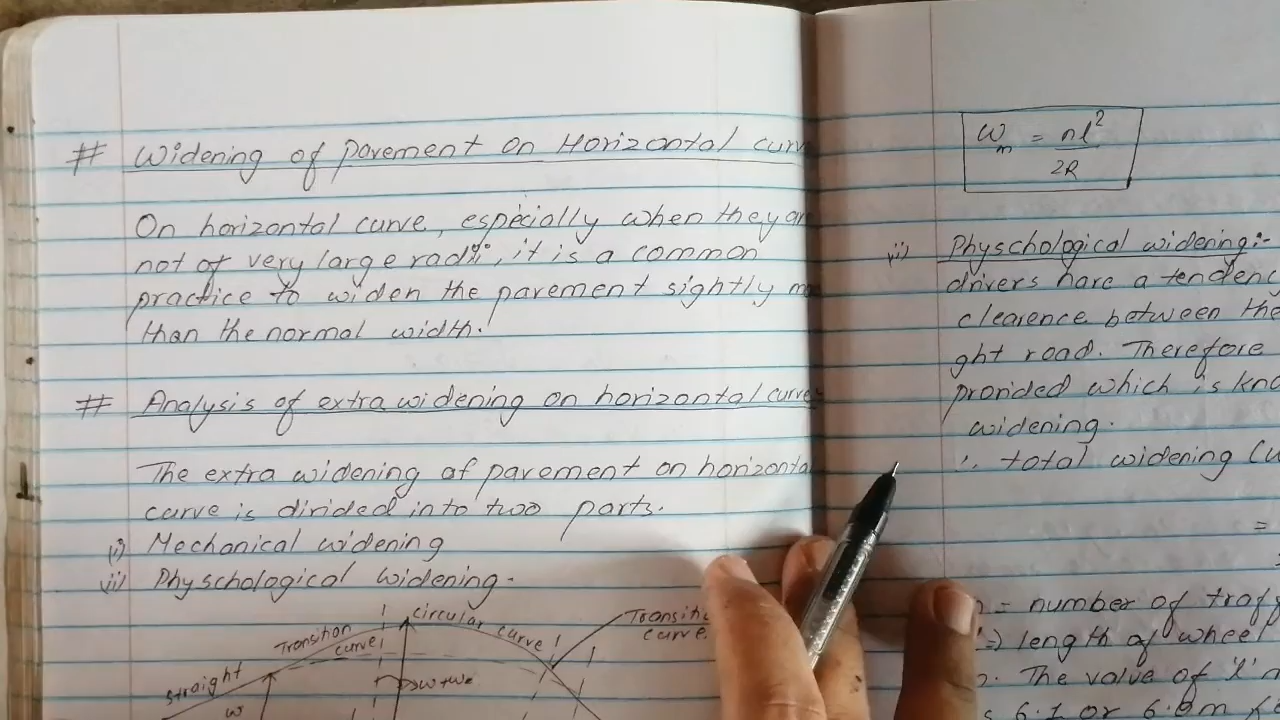 # Widening of pavement on Horizontal curv
On horizontal curve, especially when they ar
not of very large radii, it is a common
practice to widen the pavement sightly m
than the normal width.
# Analysis of extra widening on horizontal curve
The extra widening of pavement on horizonta
curve is divided into two parts.
(i) Mechanical widening
(ii) Physchological widening.
Transition curve
circular curve
Transiti
curve.
straight
w
w+we
Wm = nl²/2R
ii) Physchological widening:-
drivers have a tendenc
clearence between the
ght road. Therefore
provided which is kno
widening.
∴ total widening (w
=
= number of traf
length of wheel
. The value of 'l'
6.1 or 6.0m